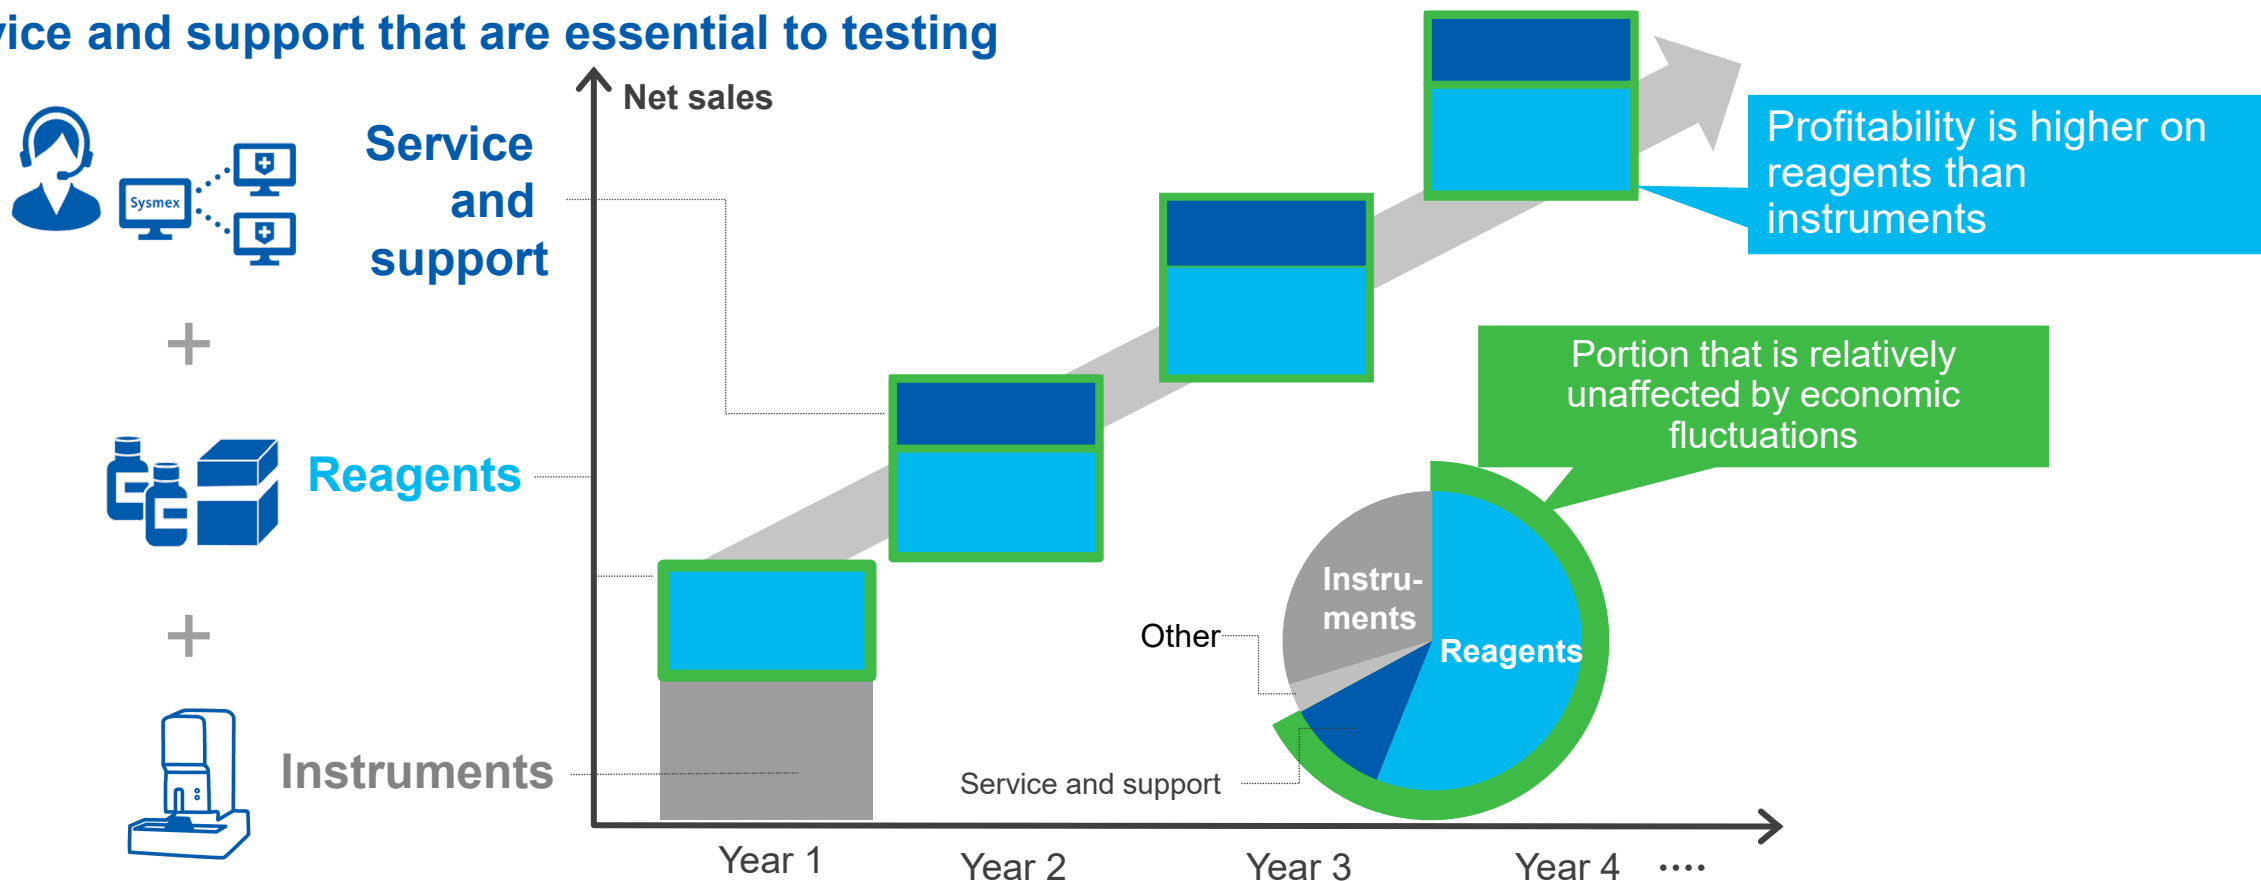 vice and support that are essential to testing
Net sales
Service
and
support
Sysmex
Reagents
Instruments
Profitability is higher on
reagents than
instruments
Portion that is relatively
unaffected by economic
fluctuations
Instru-
ments
Reagents
Other
Service and support
Year 1
Year 2
Year 3
Year 4
····